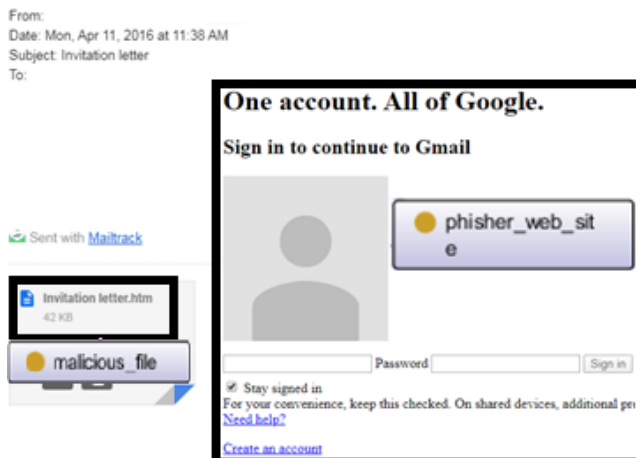 From:
Date: Mon, Apr 11, 2016 at 11:38 AM
Subject: Invitation letter
To:
One account. All of Google.
Sign in to continue to Gmail
phisher_web_sit
e
Sent with Mailtrack
Invitation letter.htm
42 KB
malicious_file
Password Sign in
Stay signed in
For your convenience, keep this checked. On shared devices, additional
Need help?
Create an account